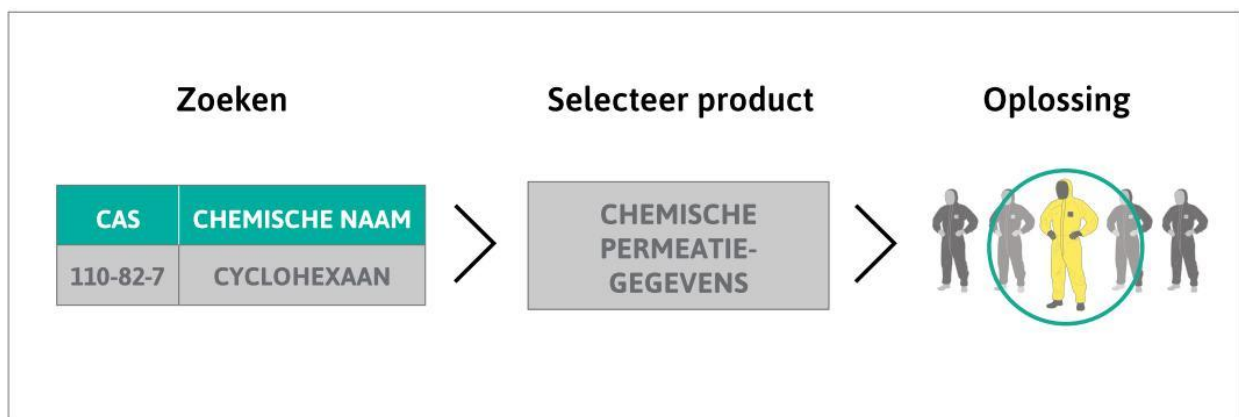 Zoeken
Selecteer product
Oplossing
CAS
CHEMISCHE NAAM
110-82-7
CYCLOHEXAAN
CHEMISCHE
PERMEATIE-
GEGEVENS